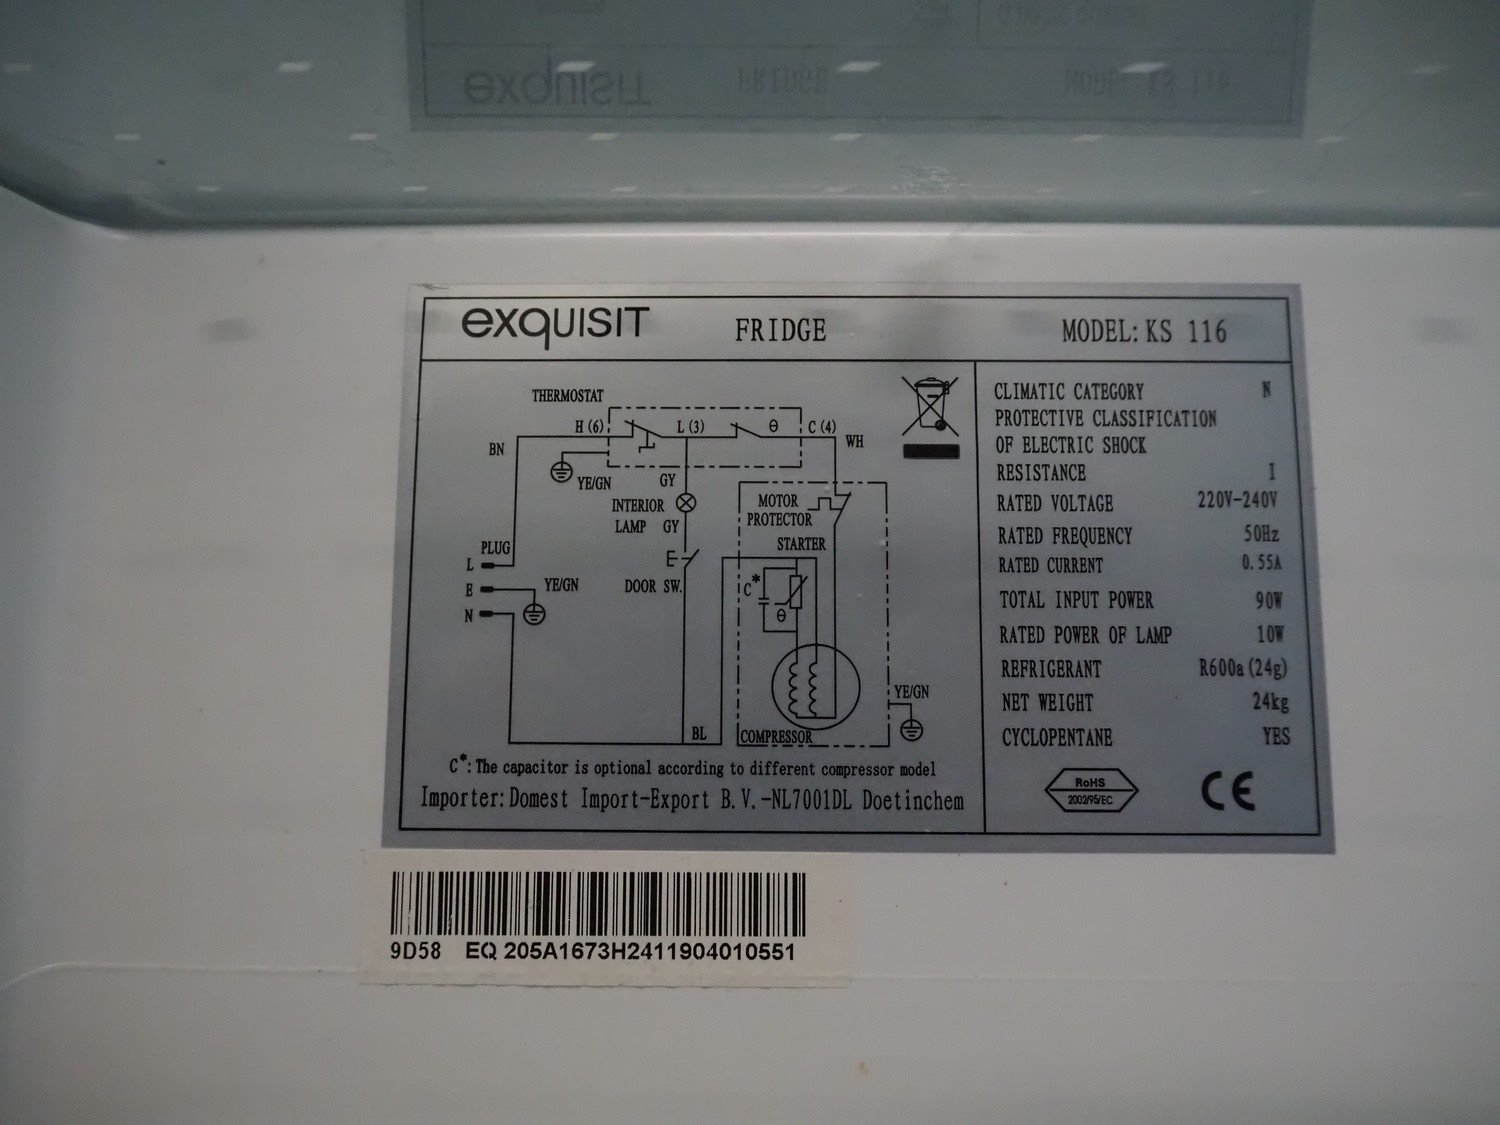 exquisit FRIDGE MODEL: KS 116
THERMOSTAT
H (6) L (3) θ C (4)
BN
WH
YE/GN
GY
INTERIOR
LAMP GY
MOTOR
PROTECTOR
STARTER
PLUG
L
E YE/GN
N
DOOR SW.
C*
θ
YE/GN
BL
COMPRESSOR
C*: The capacitor is optional according to different compressor model
Importer: Domest Import-Export B.V.-NL7001DL Doetinchem
CLIMATIC CATEGORY N
PROTECTIVE CLASSIFICATION
OF ELECTRIC SHOCK
RESISTANCE I
RATED VOLTAGE 220V-240V
RATED FREQUENCY 50Hz
RATED CURRENT 0.55A
TOTAL INPUT POWER 90W
RATED POWER OF LAMP 10W
REFRIGERANT R600a(24g)
NET WEIGHT 24kg
CYCLOPENTANE YES
RoHS
2002/95/EC
CE
9D58 EQ 205A1673H2411904010551